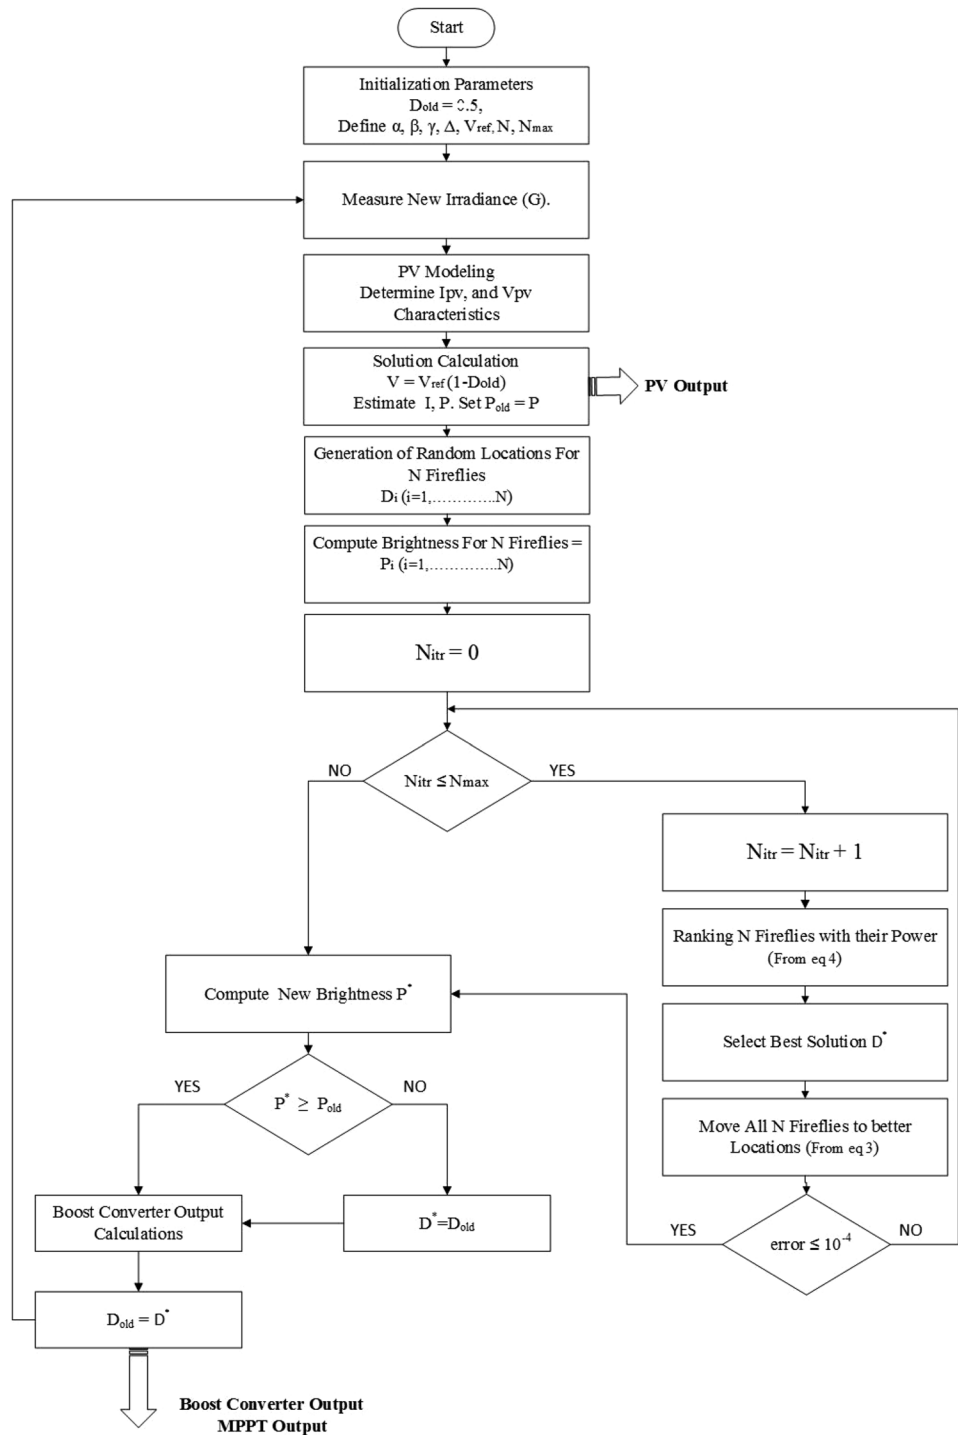 Start
Initialization Parameters
Dold = 0.5,
Define α, β, γ, Δ, Vref, N, Nmax
Measure New Irradiance (G).
PV Modeling
Determine Ipv, and Vpv
Characteristics
Solution Calculation
V = Vref (1-Dold)
Estimate I, P. Set Pold = P
PV Output
Generation of Random Locations For
N Fireflies
Di (i=1,………….N)
Compute Brightness For N Fireflies =
Pi (i=1,…………..N)
Nitr = 0
Nitr ≤ Nmax
NO
YES
Nitr = Nitr + 1
Ranking N Fireflies with their Power
(From eq 4)
Select Best Solution D*
Move All N Fireflies to better
Locations (From eq 3)
error ≤ 10-4
YES
NO
Compute New Brightness P*
P* ≥ Pold
YES
NO
Boost Converter Output
Calculations
D*=Dold
Dold = D*
Boost Converter Output
MPPT Output